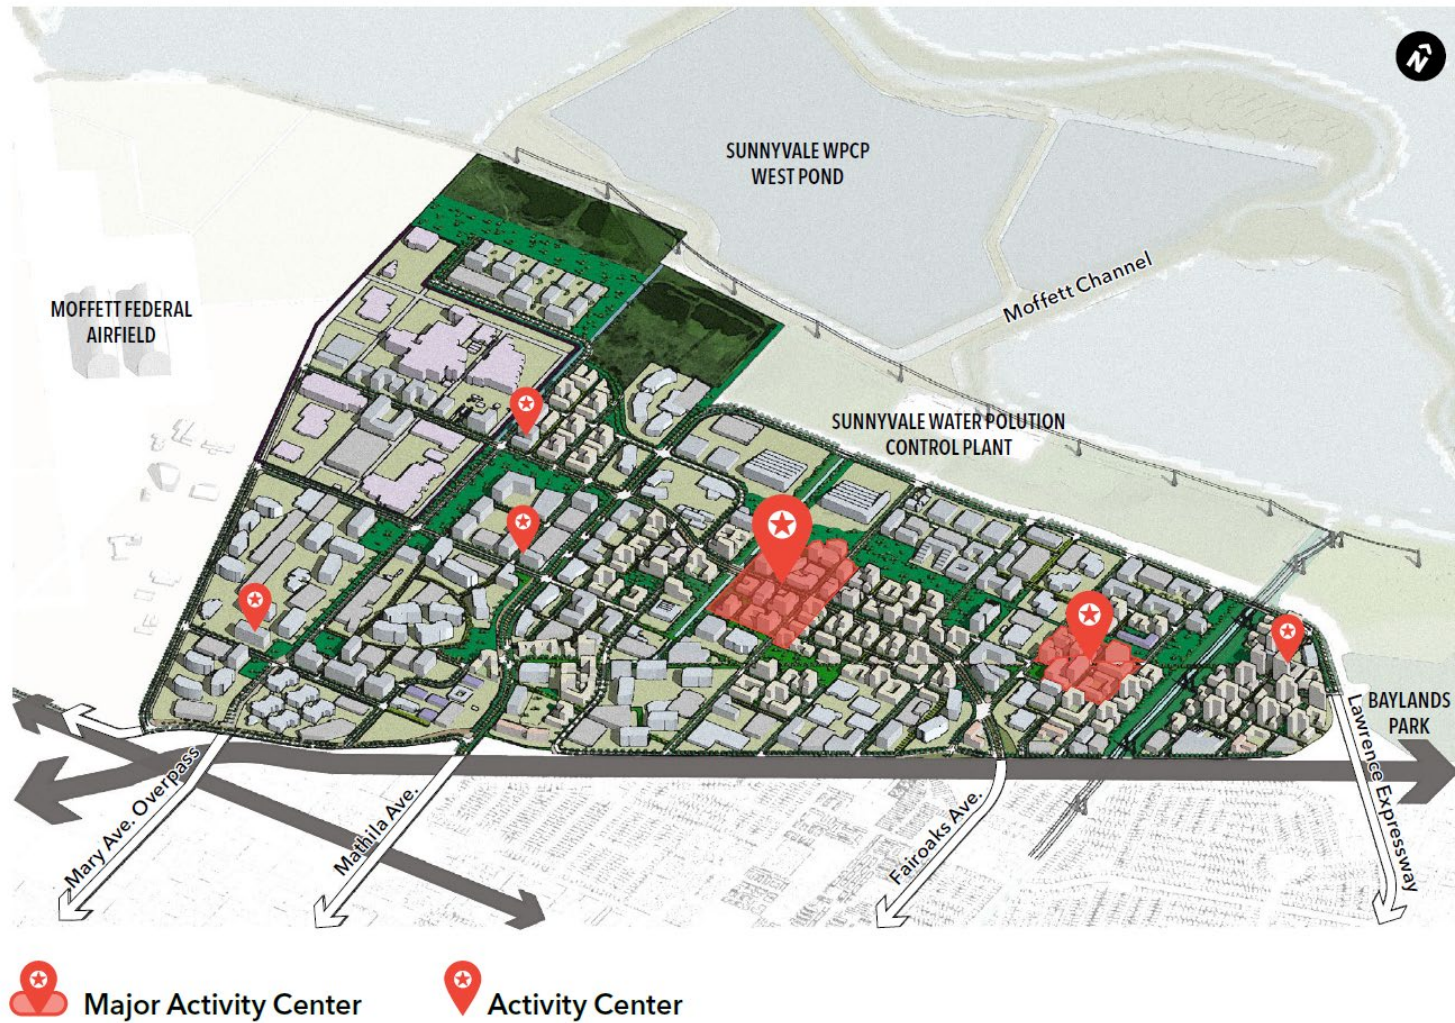 N
SUNNYVALE WPCP
WEST POND
Moffett Channel
MOFFETT FEDERAL
AIRFIELD
SUNNYVALE WATER POLUTION
CONTROL PLANT
BAYLANDS
PARK
Mary Ave. Overpass
Mathila Ave.
Fairoaks Ave.
Lawrence Expressway
Major Activity Center
Activity Center